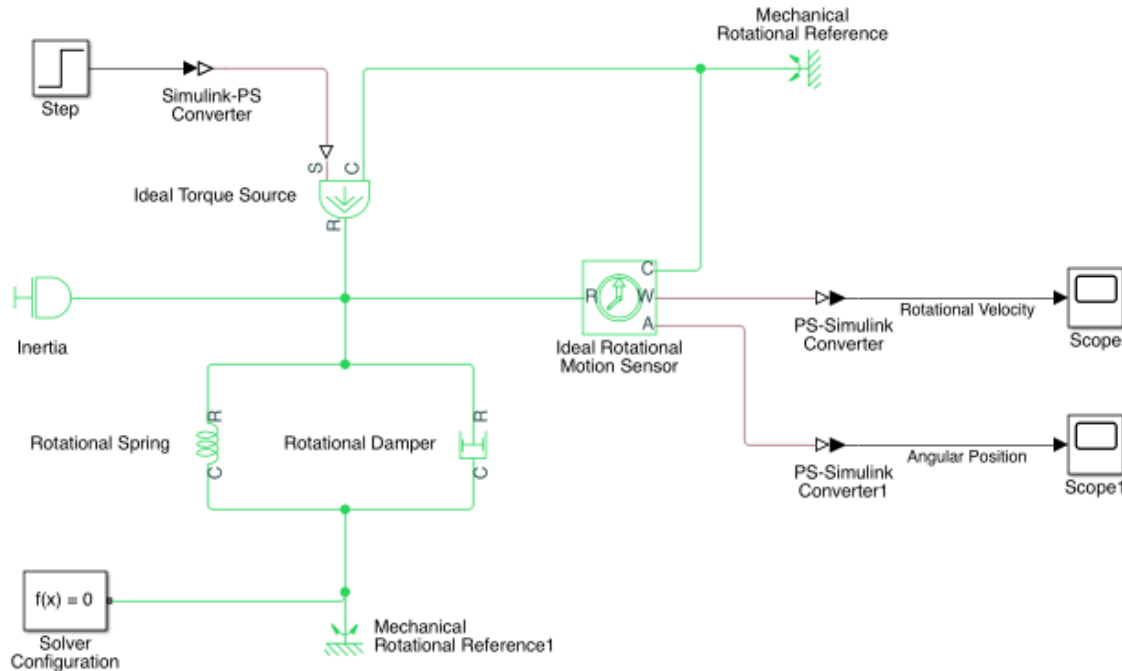 Mechanical
Rotational Reference
Step
Simulink-PS
Converter
S
C
Ideal Torque Source
R
Inertia
R
C
W
A
Ideal Rotational
Motion Sensor
PS-Simulink
Converter
Rotational Velocity
Scope
Rotational Spring
R
C
Rotational Damper
R
C
PS-Simulink
Converter1
Angular Position
Scope1
f(x) = 0
Solver
Configuration
Mechanical
Rotational Reference1